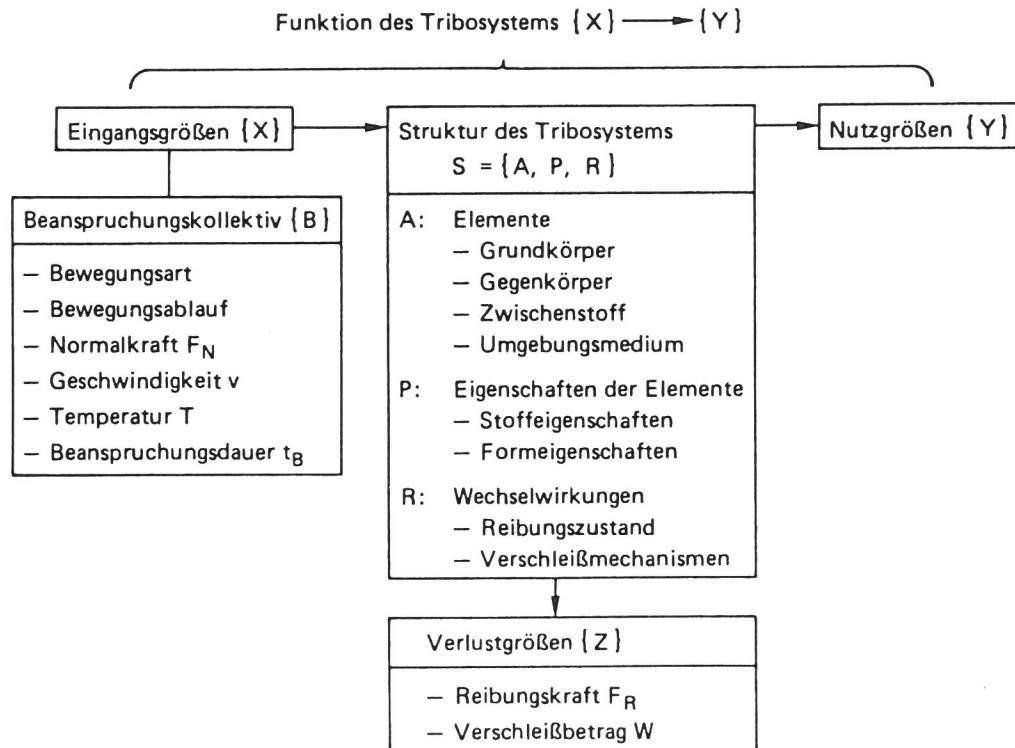 Funktion des Tribosystems {X} → {Y}
Eingangsgrößen {X}
Beanspruchungskollektiv {B}
– Bewegungsart
– Bewegungsablauf
– Normalkraft F_N
– Geschwindigkeit v
– Temperatur T
– Beanspruchungsdauer t_B
Struktur des Tribosystems
S = {A, P, R}
A: Elemente
– Grundkörper
– Gegenkörper
– Zwischenstoff
– Umgebungsmedium
P: Eigenschaften der Elemente
– Stoffeigenschaften
– Formeigenschaften
R: Wechselwirkungen
– Reibungszustand
– Verschleißmechanismen
Nutzgrößen {Y}
Verlustgrößen {Z}
– Reibungskraft F_R
– Verschleißbetrag W